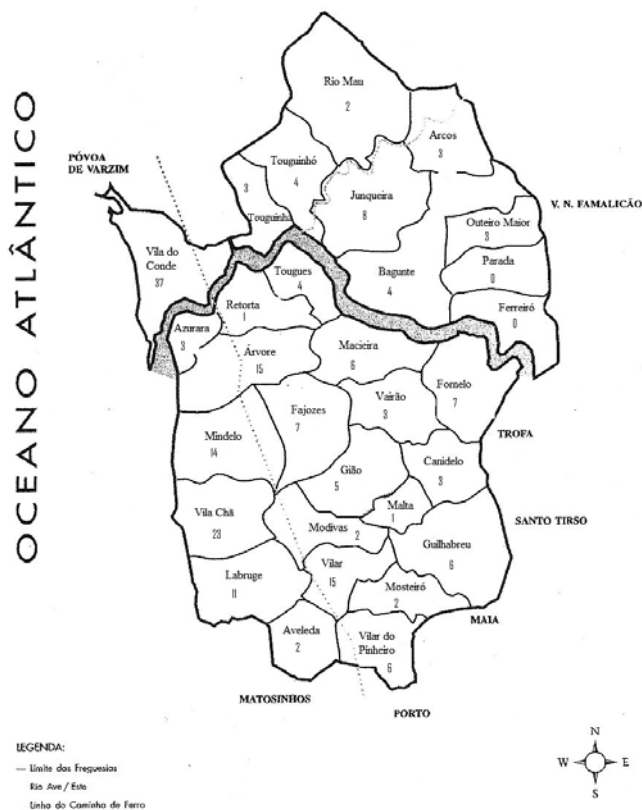 OCEANO ATLÂNTICO
Rio Mau
2
Arcos
3
PÓVOA
DE VARZIM
Touguinhó
4
3
Touguinha
Junqueira
8
V. N. FAMALICÃO
Outeiro Maior
3
Vila do
Conde
37
Parada
0
Bagunte
4
Tougues
4
Ferreiró
0
Retorta
1
Azurara
3
Árvore
15
Macieira
6
Fornelo
7
Vairão
3
Fajozes
7
Mindelo
14
TROFA
Canidelo
3
Gião
5
Malta
1
Vila Chã
23
SANTO TIRSO
Modivas 2
Guilhabreu
6
Vilar
15
Labruge
11
Mosteiró
2
MAIA
Aveleda
2
Vilar do
Pinheiro
6
MATOSINHOS
PORTO
LEGENDA:
Limite das Freguesias
Rio Ave / Este
Linha do Caminho de Ferro
N
W E
S